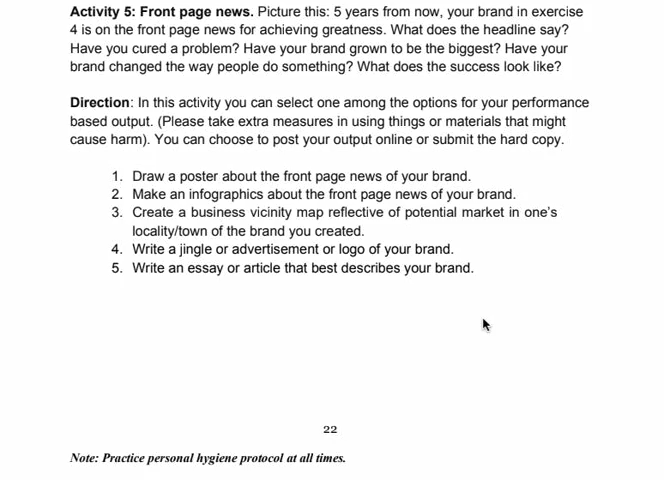 Activity 5: Front page news. Picture this: 5 years from now, your brand in exercise
4 is on the front page news for achieving greatness. What does the headline say?
Have you cured a problem? Have your brand grown to be the biggest? Have your
brand changed the way people do something? What does the success look like?
Direction: In this activity you can select one among the options for your performance
based output. (Please take extra measures in using things or materials that might
cause harm). You can choose to post your output online or submit the hard copy.
1. Draw a poster about the front page news of your brand.
2. Make an infographics about the front page news of your brand.
3. Create a business vicinity map reflective of potential market in one's
locality/town of the brand you created.
4. Write a jingle or advertisement or logo of your brand.
5. Write an essay or article that best describes your brand.
22
Note: Practice personal hygiene protocol at all times.